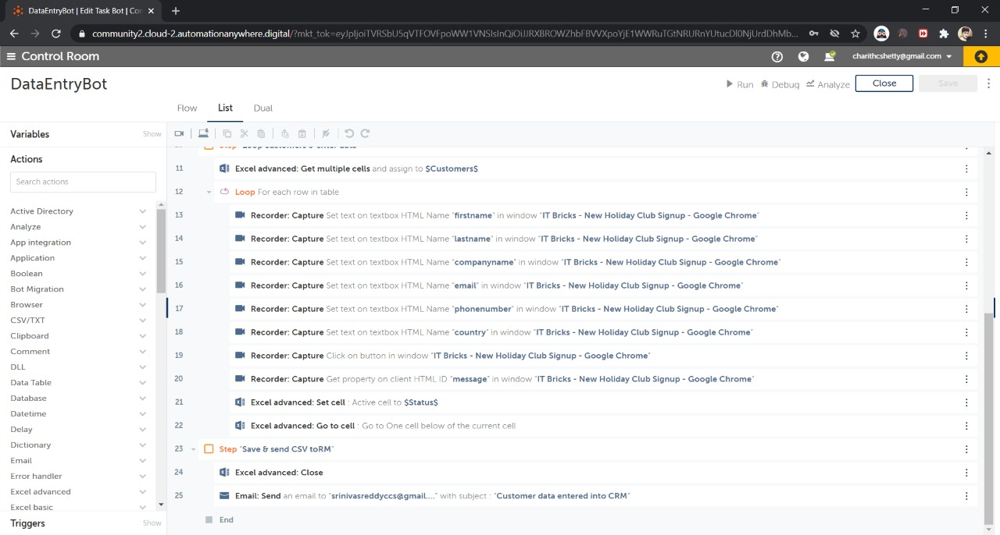 DataEntryBot | Edit Task Bot | Con
community2.cloud-2.automationanywhere.digital/?mkt_tok=eyJpIjoiTVRSbU5qVTFOVFpoWW1VNSIsInQiOiJJRXBROWZhbFBVVXpoYjE1WWRuTGtNRURnYUtucDl0NjUrdDhMb...
Control Room
charithcshetty@gmail.com
DataEntryBot
Run Debug Analyze Close Save
Flow List Dual
Variables Show
Actions
Search actions
Active Directory
Analyze
App integration
Application
Boolean
Bot Migration
Browser
CSV/TXT
Clipboard
Comment
DLL
Data Table
Database
Datetime
Delay
Dictionary
Email
Error handler
Excel advanced
Excel basic
Triggers Show
10 Step "Loop customers & enter data"
11 Excel advanced: Get multiple cells and assign to $Customers$
12 Loop For each row in table
13 Recorder: Capture Set text on textbox HTML Name "firstname" in window "IT Bricks - New Holiday Club Signup - Google Chrome"
14 Recorder: Capture Set text on textbox HTML Name "lastname" in window "IT Bricks - New Holiday Club Signup - Google Chrome"
15 Recorder: Capture Set text on textbox HTML Name "companyname" in window "IT Bricks - New Holiday Club Signup - Google Chrome"
16 Recorder: Capture Set text on textbox HTML Name "email" in window "IT Bricks - New Holiday Club Signup - Google Chrome"
17 Recorder: Capture Set text on textbox HTML Name "phonenumber" in window "IT Bricks - New Holiday Club Signup - Google Chrome"
18 Recorder: Capture Set text on textbox HTML Name "country" in window "IT Bricks - New Holiday Club Signup - Google Chrome"
19 Recorder: Capture Click on button in window "IT Bricks - New Holiday Club Signup - Google Chrome"
20 Recorder: Capture Get property on client HTML ID "message" in window "IT Bricks - New Holiday Club Signup - Google Chrome"
21 Excel advanced: Set cell : Active cell to $Status$
22 Excel advanced: Go to cell : Go to One cell below of the current cell
23 Step "Save & send CSV toRM"
24 Excel advanced: Close
25 Email: Send an email to "srinivasreddyccs@gmail...." with subject : "Customer data entered into CRM"
End